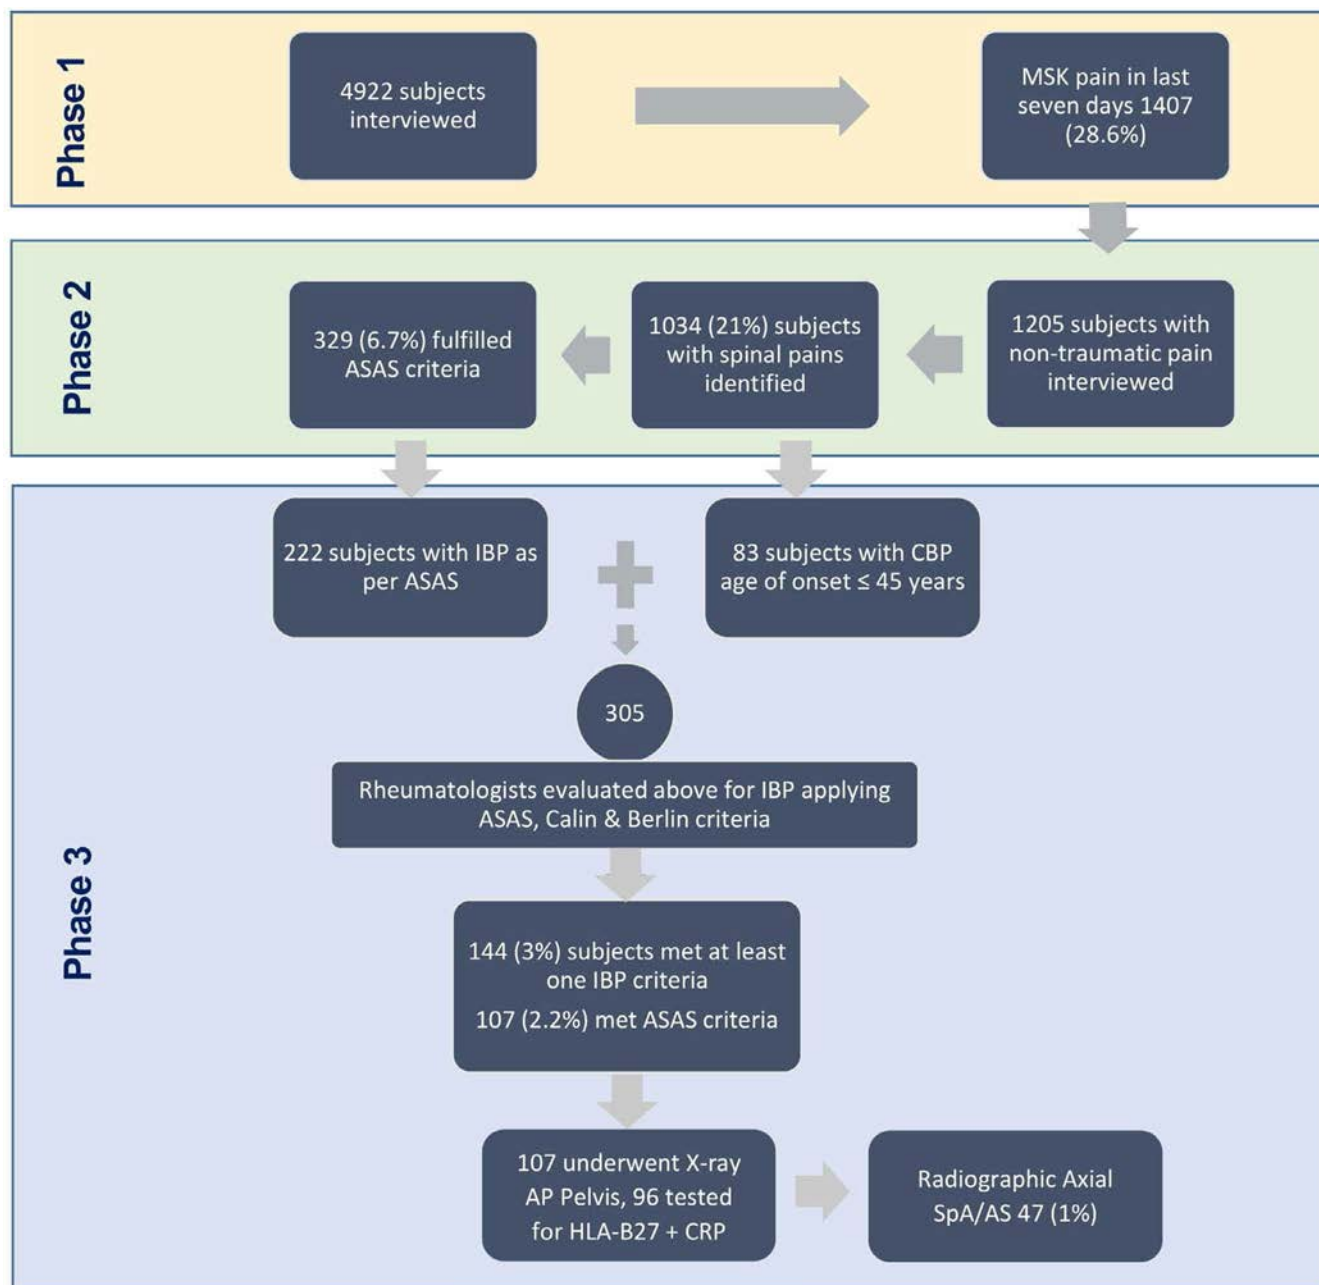 Phase 1
4922 subjects
interviewed
MSK pain in last
seven days 1407
(28.6%)
Phase 2
1205 subjects with
non-traumatic pain
interviewed
1034 (21%) subjects
with spinal pains
identified
329 (6.7%) fulfilled
ASAS criteria
Phase 3
222 subjects with IBP as
per ASAS
83 subjects with CBP
age of onset ≤ 45 years
305
Rheumatologists evaluated above for IBP applying
ASAS, Calin & Berlin criteria
144 (3%) subjects met at least
one IBP criteria
107 (2.2%) met ASAS criteria
107 underwent X-ray
AP Pelvis, 96 tested
for HLA-B27 + CRP
Radiographic Axial
SpA/AS 47 (1%)